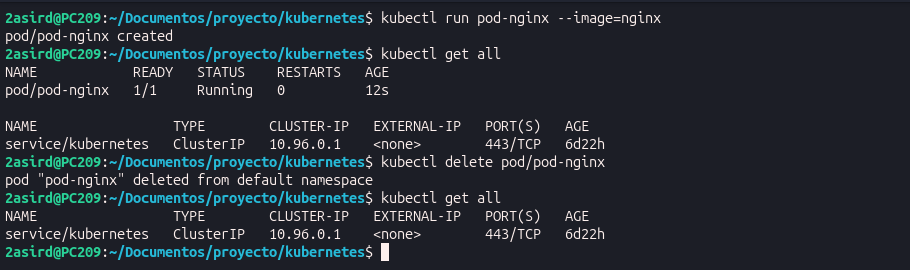 2asird@PC209:~/Documentos/proyecto/kubernetes$ kubectl run pod-nginx --image=nginx
pod/pod-nginx created
2asird@PC209:~/Documentos/proyecto/kubernetes$ kubectl get all
NAME            READY   STATUS    RESTARTS   AGE
pod/pod-nginx   1/1     Running   0          12s

NAME                 TYPE        CLUSTER-IP   EXTERNAL-IP   PORT(S)   AGE
service/kubernetes   ClusterIP   10.96.0.1    <none>        443/TCP   6d22h
2asird@PC209:~/Documentos/proyecto/kubernetes$ kubectl delete pod/pod-nginx
pod "pod-nginx" deleted from default namespace
2asird@PC209:~/Documentos/proyecto/kubernetes$ kubectl get all
NAME                 TYPE        CLUSTER-IP   EXTERNAL-IP   PORT(S)   AGE
service/kubernetes   ClusterIP   10.96.0.1    <none>        443/TCP   6d22h
2asird@PC209:~/Documentos/proyecto/kubernetes$